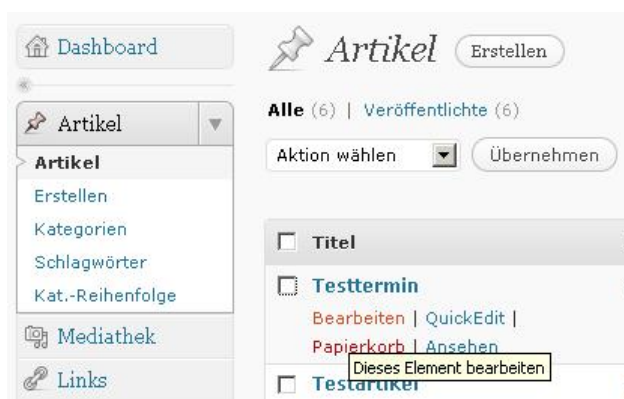 Dashboard
Artikel
Artikel
Erstellen
Kategorien
Schlagwörter
Kat.-Reihenfolge
Mediathek
Links
Artikel Erstellen
Alle (6) | Veröffentlichte (6)
Aktion wählen Übernehmen
Titel
Testtermin
Bearbeiten | QuickEdit |
Papierkorb | Ansehen
Dieses Element bearbeiten
Testartikel